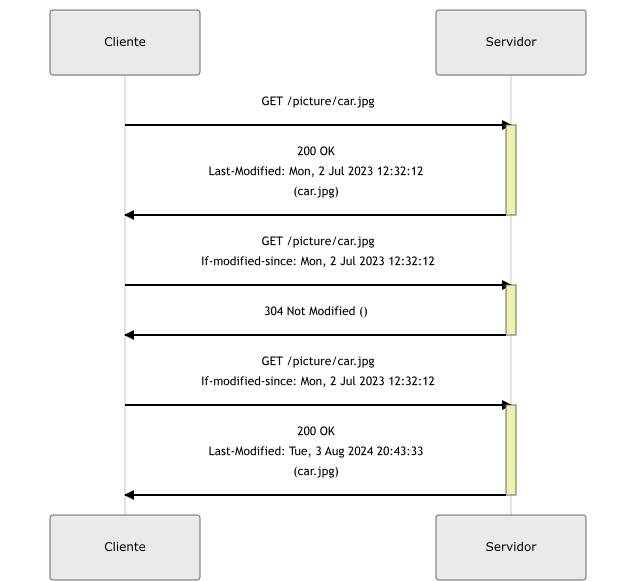 Cliente
Servidor
GET /picture/car.jpg
200 OK
Last-Modified: Mon, 2 Jul 2023 12:32:12
(car.jpg)
GET /picture/car.jpg
If-modified-since: Mon, 2 Jul 2023 12:32:12
304 Not Modified ()
GET /picture/car.jpg
If-modified-since: Mon, 2 Jul 2023 12:32:12
200 OK
Last-Modified: Tue, 3 Aug 2024 20:43:33
(car.jpg)
Cliente
Servidor